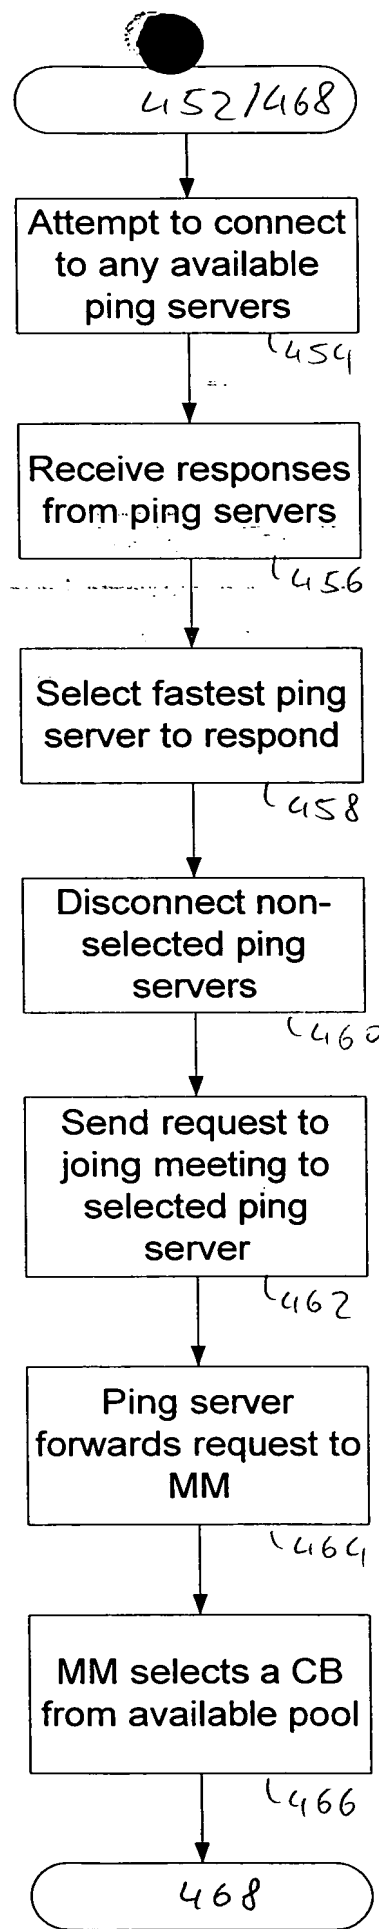 452/468
Attempt to connect
to any available
ping servers
454
Receive responses
from ping servers
456
Select fastest ping
server to respond
458
Disconnect non-
selected ping
servers
460
Send request to
joing meeting to
selected ping
server
462
Ping server
forwards request to
MM
464
MM selects a CB
from available pool
466
468